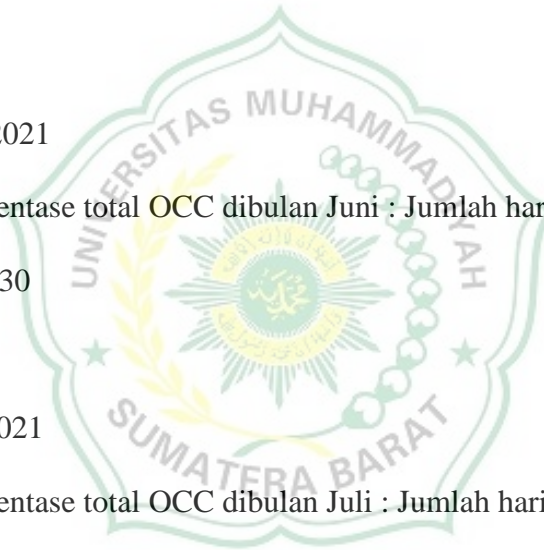 2021
entase total OCC dibulan Juni : Jumlah har
30
021
entase total OCC dibulan Juli : Jumlah hari
UNIVERSITAS MUHAMMADIYAH
SUMATERA BARAT